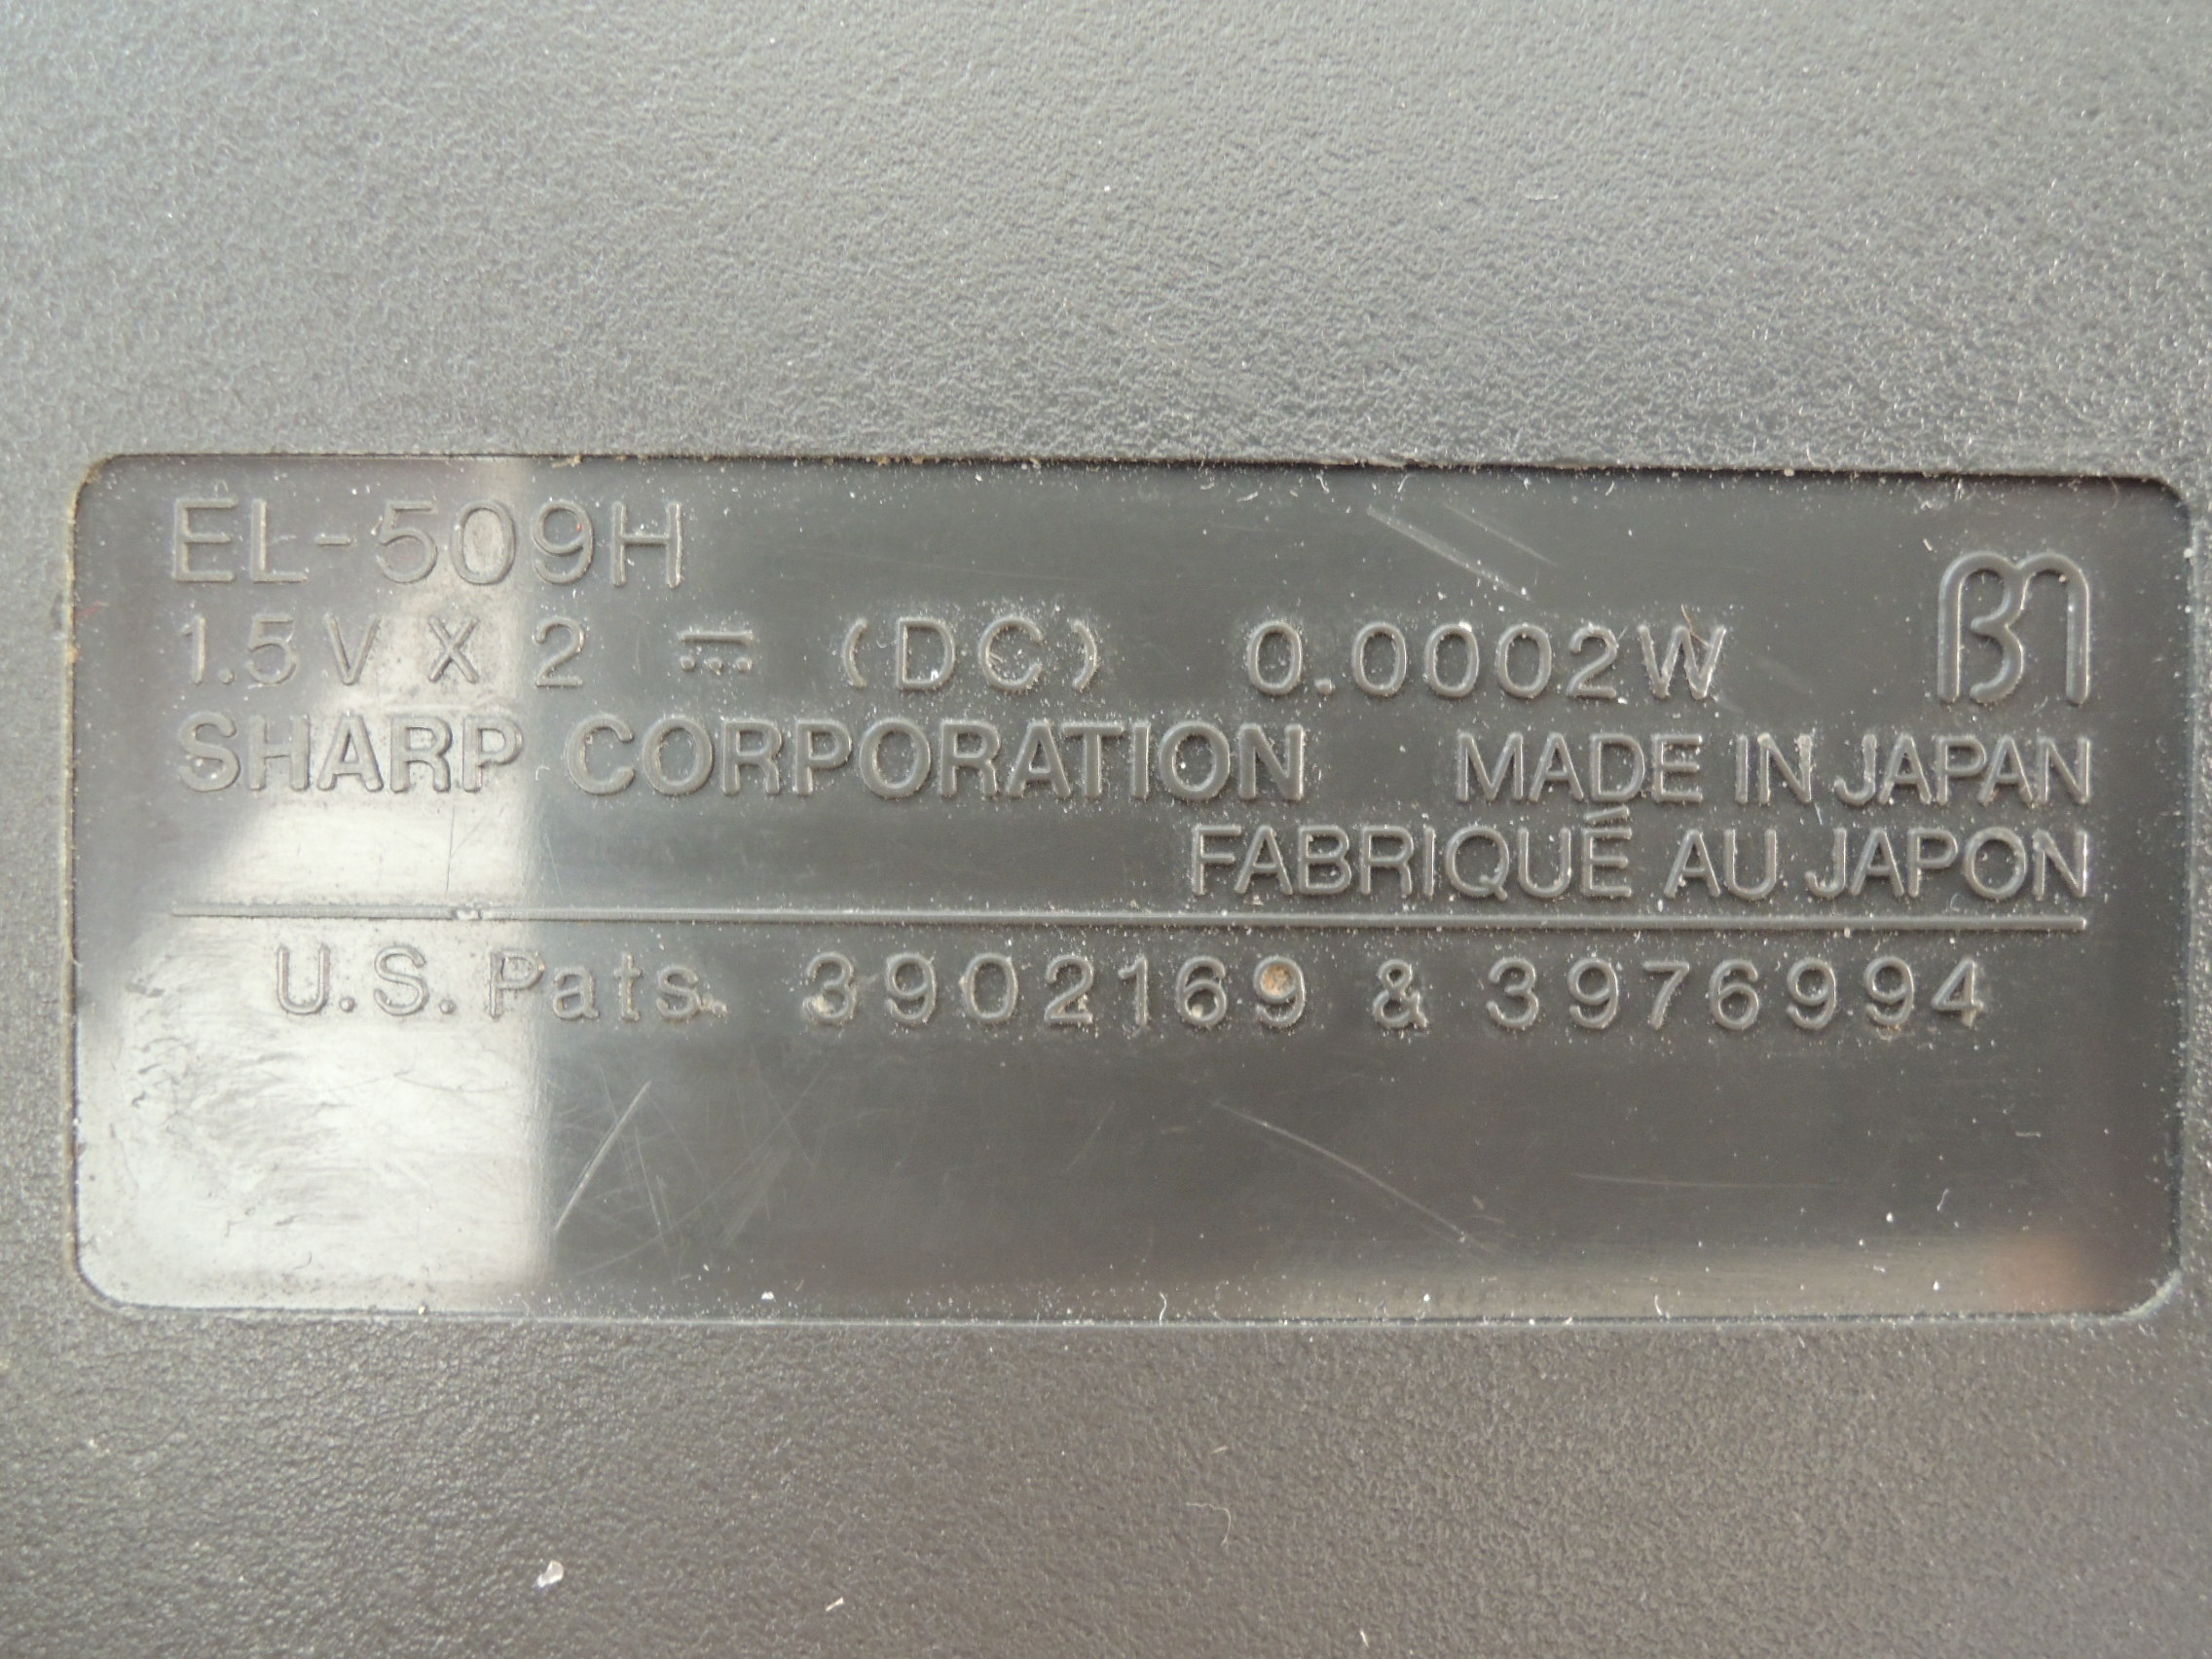 EL-509H
1.5V X 2 ⎓ (DC) 0.0002W
SHARP CORPORATION MADE IN JAPAN
FABRIQUÉ AU JAPON
U.S. Pats. 3902169 & 3976994